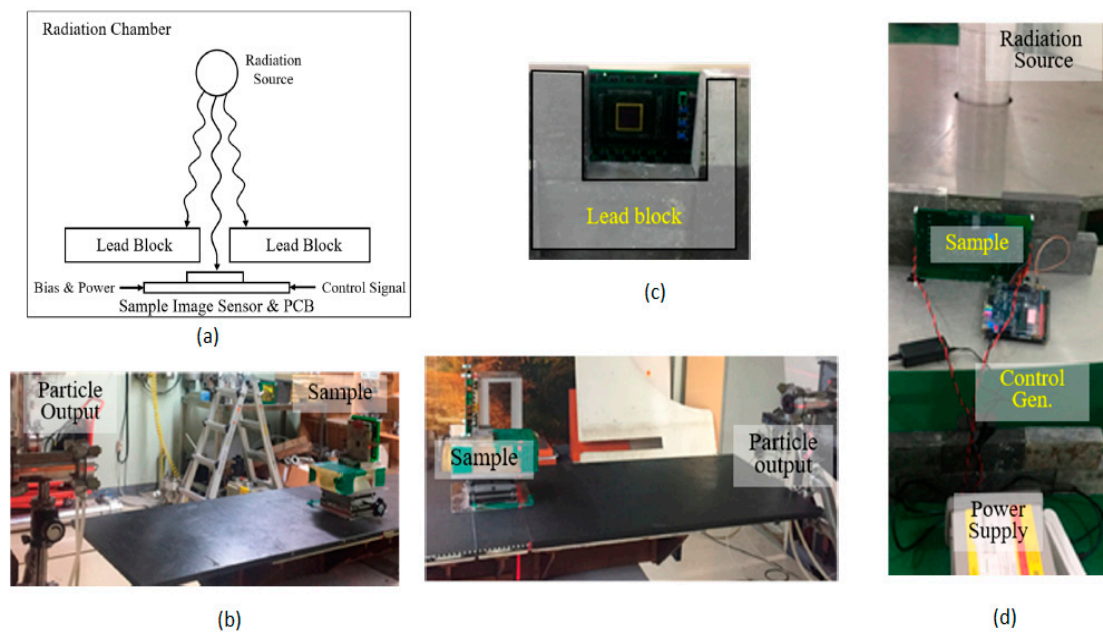 Radiation Chamber
Radiation
Source
Lead Block
Lead Block
Bias & Power
Control Signal
Sample Image Sensor & PCB
(a)
Particle
Output
Sample
Sample
Particle
output
(b)
Lead block
(c)
Radiation
Source
Sample
Control
Gen.
Power
Supply
(d)